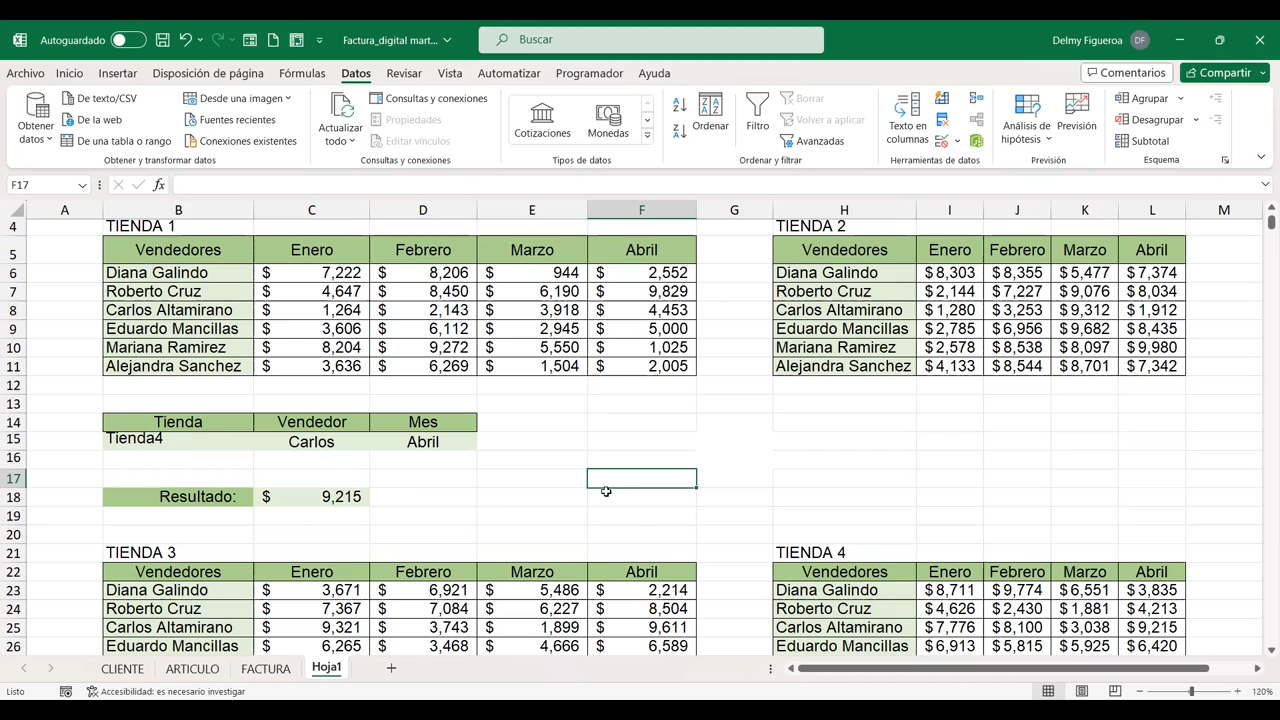 Autoguardado Factura_digital mart... Buscar Delmy Figueroa DF
Archivo Inicio Insertar Disposición de página Fórmulas Datos Revisar Vista Automatizar Programador Ayuda Comentarios Compartir
Obtener datos
De texto/CSV
De la web
De una tabla o rango
Desde una imagen
Fuentes recientes
Conexiones existentes
Obtener y transformar datos
Actualizar todo
Consultas y conexiones
Propiedades
Editar vínculos
Consultas y conexiones
Cotizaciones Monedas
Tipos de datos
Ordenar Filtro
Borrar
Volver a aplicar
Avanzadas
Ordenar y filtrar
Texto en columnas
Herramientas de datos
Análisis de hipótesis
Previsión
Previsión
Agrupar
Desagrupar
Subtotal
Esquema
F17 fx
A B C D E F G H I J K L M
4 TIENDA 1 TIENDA 2
5 Vendedores Enero Febrero Marzo Abril Vendedores Enero Febrero Marzo Abril
6 Diana Galindo $ 7,222 $ 8,206 $ 944 $ 2,552 Diana Galindo $ 8,303 $ 8,355 $ 5,477 $ 7,374
7 Roberto Cruz $ 4,647 $ 8,450 $ 6,190 $ 9,829 Roberto Cruz $ 2,144 $ 7,227 $ 9,076 $ 8,034
8 Carlos Altamirano $ 1,264 $ 2,143 $ 3,918 $ 4,453 Carlos Altamirano $ 1,280 $ 3,253 $ 9,312 $ 1,912
9 Eduardo Mancillas $ 3,606 $ 6,112 $ 2,945 $ 5,000 Eduardo Mancillas $ 2,785 $ 6,956 $ 9,682 $ 8,435
10 Mariana Ramirez $ 8,204 $ 9,272 $ 5,550 $ 1,025 Mariana Ramirez $ 2,578 $ 8,538 $ 8,097 $ 9,980
11 Alejandra Sanchez $ 3,636 $ 6,269 $ 1,504 $ 2,005 Alejandra Sanchez $ 4,133 $ 8,544 $ 8,701 $ 7,342
12
13
14 Tienda Vendedor Mes
15 Tienda4 Carlos Abril
16
17
18 Resultado: $ 9,215
19
20
21 TIENDA 3 TIENDA 4
22 Vendedores Enero Febrero Marzo Abril Vendedores Enero Febrero Marzo Abril
23 Diana Galindo $ 3,671 $ 6,921 $ 5,486 $ 2,214 Diana Galindo $ 8,711 $ 9,774 $ 6,551 $ 3,835
24 Roberto Cruz $ 7,367 $ 7,084 $ 6,227 $ 8,504 Roberto Cruz $ 4,626 $ 2,430 $ 1,881 $ 4,213
25 Carlos Altamirano $ 9,321 $ 3,743 $ 1,899 $ 9,611 Carlos Altamirano $ 7,776 $ 8,100 $ 3,038 $ 9,215
26 Eduardo Mancillas $ 6,265 $ 3,468 $ 4,666 $ 6,589 Eduardo Mancillas $ 6,913 $ 5,815 $ 5,925 $ 6,420
CLIENTE ARTICULO FACTURA Hoja1
Listo Accesibilidad: es necesario investigar 120%